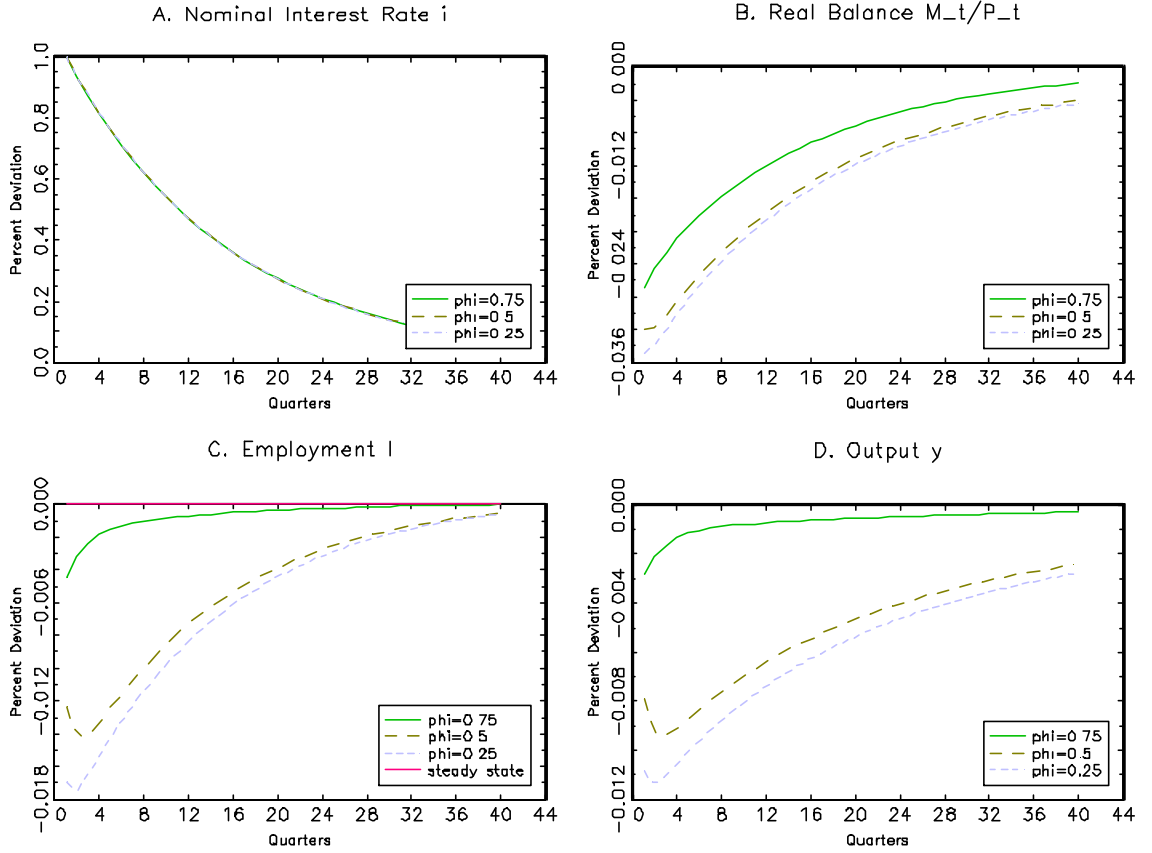 A. Nominal Interest Rate i
Percent Deviation
0.0 0.2 0.4 0.6 0.8 1.0
phi=0.75
phi=0 5
phi=0 25
0 4 8 12 16 20 24 28 32 36 40 44
Quarters
B. Real Balance M_t/P_t
Percent Deviation
-0.036 -0.024 -0.012 0.000
phi=0.75
phi=0 5
phi=0 25
0 4 8 12 16 20 24 28 32 36 40 44
Quarters
C. Employment l
Percent Deviation
-0.018 -0.012 -0.006 0.000
phi=0 75
phi=0 5
phi=0 25
steady state
0 4 8 12 16 20 24 28 32 36 40 44
Quarters
D. Output y
Percent Deviation
-0.012 -0.008 -0 004 0.000
phi=0 75
phi=0.5
phi=0.25
0 4 8 12 16 20 24 28 32 36 40 44
Quarters